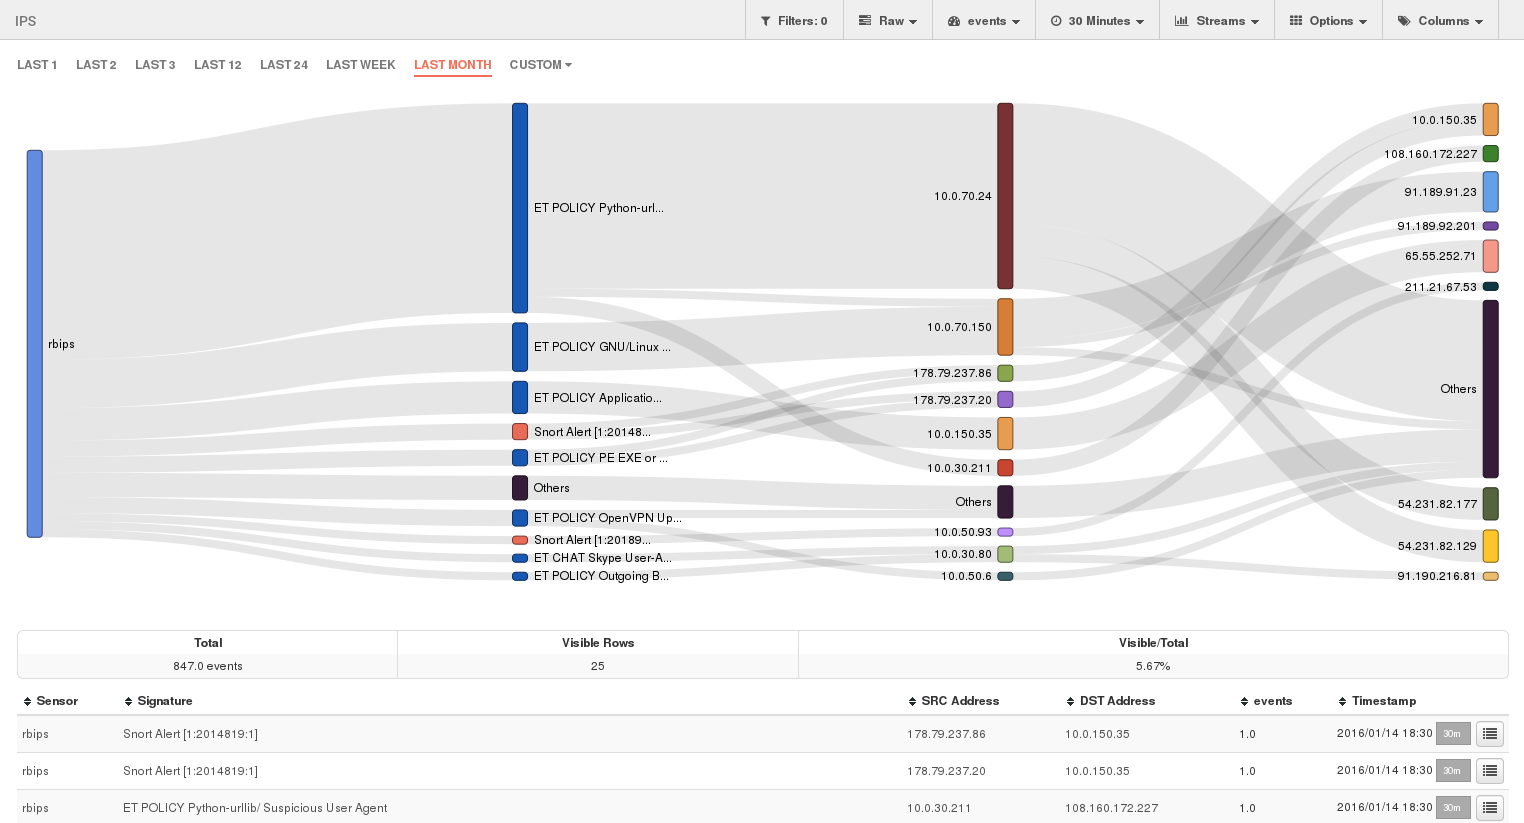 IPS
Filters: 0
Raw
events
30 Minutes
Streams
Options
Columns
LAST 1 LAST 2 LAST 3 LAST 12 LAST 24 LAST WEEK LAST MONTH CUSTOM
rbips
ET POLICY Python-url...
ET POLICY GNU/Linux ...
ET POLICY Applicatio...
Snort Alert [1:20148...
ET POLICY PE EXE or ...
Others
ET POLICY OpenVPN Up...
Snort Alert [1:20189...
ET CHAT Skype User-A...
ET POLICY Outgoing B...
10.0.70.24
10.0.70.150
178.79.237.86
178.79.237.20
10.0.150.35
10.0.30.211
Others
10.0.50.93
10.0.30.80
10.0.50.6
10.0.150.35
108.160.172.227
91.189.91.23
91.189.92.201
65.55.252.71
211.21.67.53
Others
54.231.82.177
54.231.82.129
91.190.216.81
Total Visible Rows Visible/Total
847.0 events 25 5.67%
Sensor Signature SRC Address DST Address events Timestamp
rbips Snort Alert [1:2014819:1] 178.79.237.86 10.0.150.35 1.0 2016/01/14 18:30 30m
rbips Snort Alert [1:2014819:1] 178.79.237.20 10.0.150.35 1.0 2016/01/14 18:30 30m
rbips ET POLICY Python-urllib/ Suspicious User Agent 10.0.30.211 108.160.172.227 1.0 2016/01/14 18:30 30m